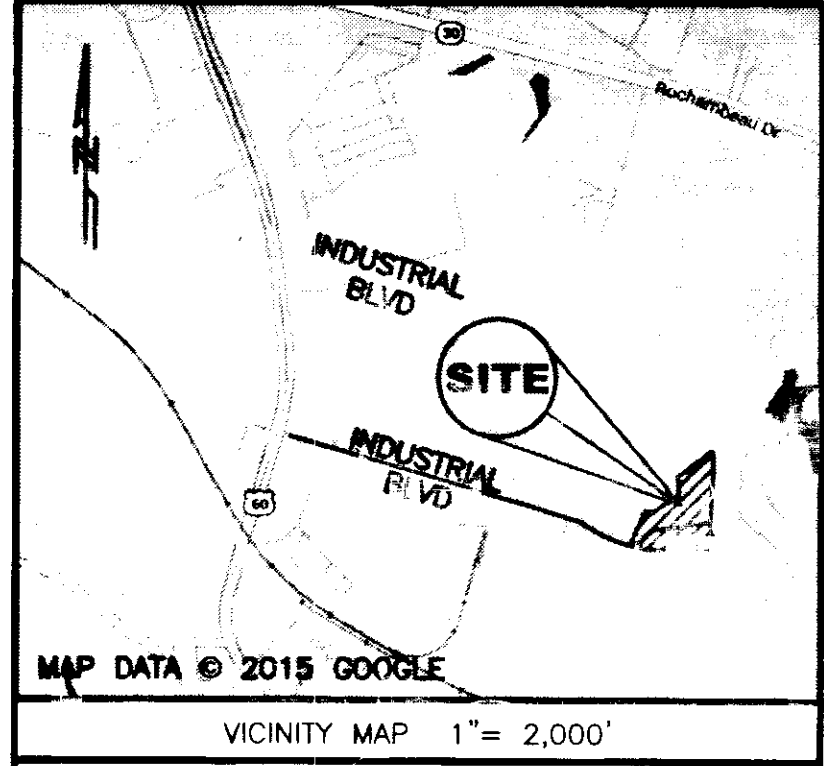 30
Rochambeau Dr
N
INDUSTRIAL
BLVD
SITE
INDUSTRIAL
BLVD
60
MAP DATA © 2015 GOOGLE
VICINITY MAP 1"= 2,000'